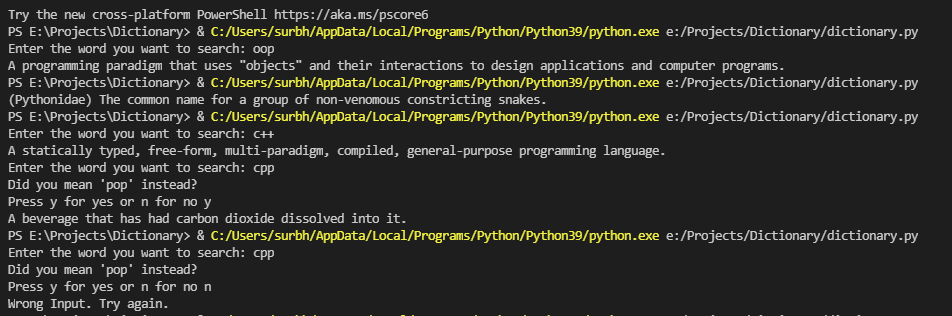 Try the new cross-platform PowerShell https://aka.ms/pscore6
PS E:\Projects\Dictionary> & C:/Users/surbh/AppData/Local/Programs/Python/Python39/python.exe e:/Projects/Dictionary/dictionary.py
Enter the word you want to search: oop
A programming paradigm that uses "objects" and their interactions to design applications and computer programs.
PS E:\Projects\Dictionary> & C:/Users/surbh/AppData/Local/Programs/Python/Python39/python.exe e:/Projects/Dictionary/dictionary.py
(Pythonidae) The common name for a group of non-venomous constricting snakes.
PS E:\Projects\Dictionary> & C:/Users/surbh/AppData/Local/Programs/Python/Python39/python.exe e:/Projects/Dictionary/dictionary.py
Enter the word you want to search: c++
A statically typed, free-form, multi-paradigm, compiled, general-purpose programming language.
Enter the word you want to search: cpp
Did you mean 'pop' instead?
Press y for yes or n for no y
A beverage that has had carbon dioxide dissolved into it.
PS E:\Projects\Dictionary> & C:/Users/surbh/AppData/Local/Programs/Python/Python39/python.exe e:/Projects/Dictionary/dictionary.py
Enter the word you want to search: cpp
Did you mean 'pop' instead?
Press y for yes or n for no n
Wrong Input. Try again.